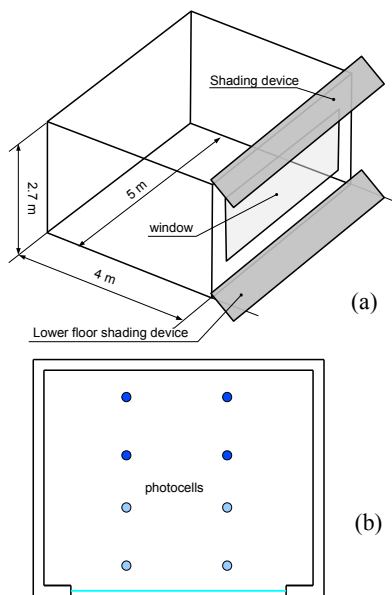 Shading device
2.7 m
5 m
window
4 m
(a)
Lower floor shading device
photocells
(b)